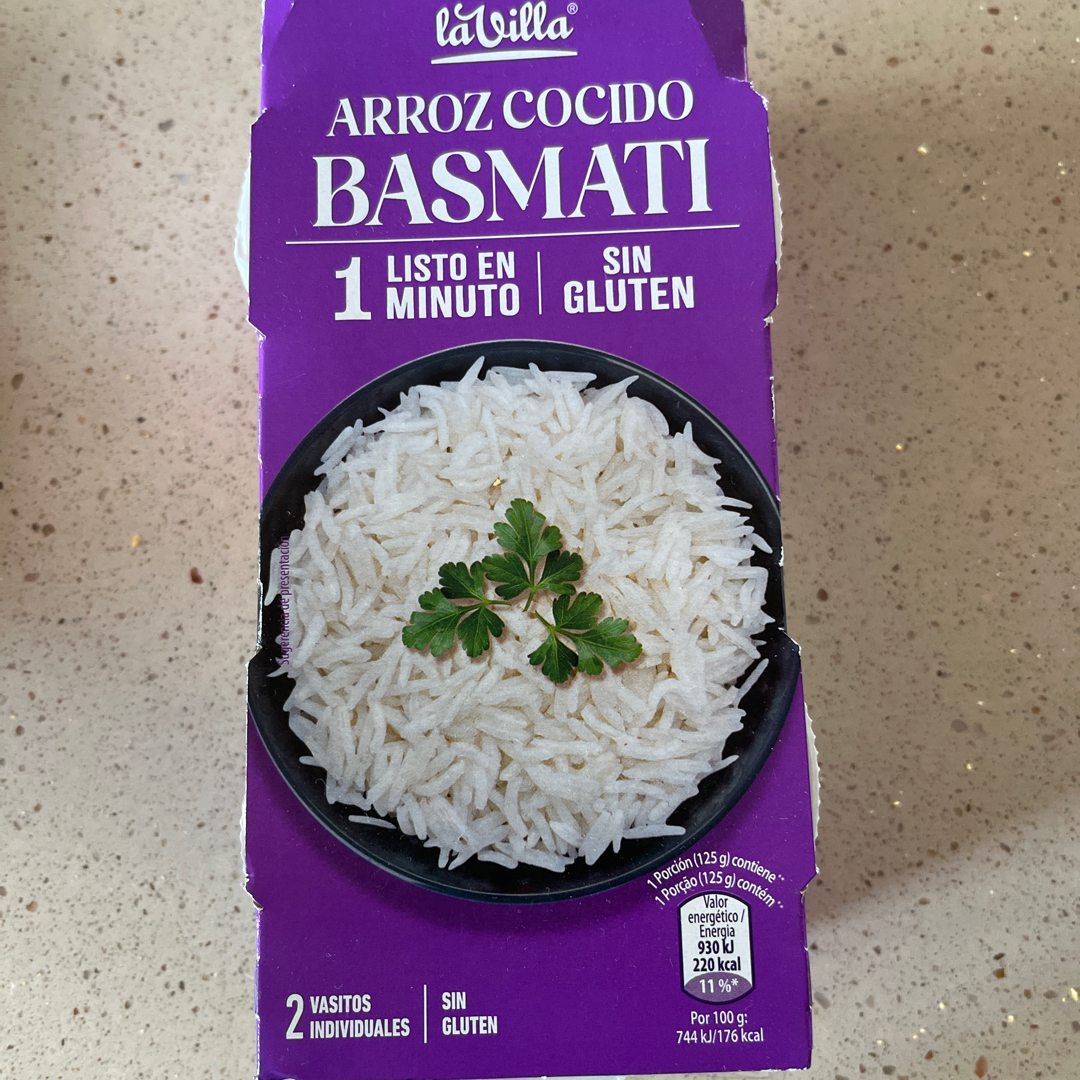 la Villa®
ARROZ COCIDO
BASMATI
1 LISTO EN
MINUTO
SIN
GLUTEN
Sugerencia de presentación
1 Porción (125 g) contiene**
1 Porção (125 g) contém**
Valor
energético /
Energia
930 kJ
220 kcal
11 %*
Por 100 g:
744 kJ/176 kcal
2 VASITOS
INDIVIDUALES
SIN
GLUTEN